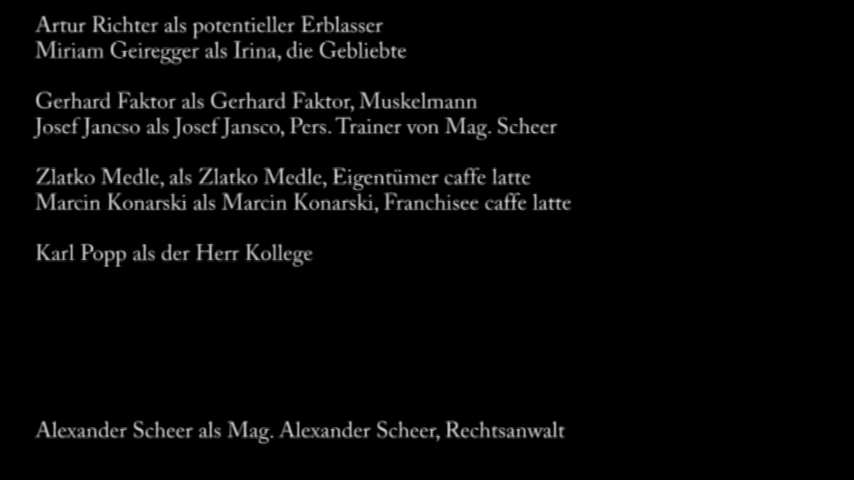 Artur Richter als potentieller Erblasser
Miriam Geiregger als Irina, die Gebliebte
Gerhard Faktor als Gerhard Faktor, Muskelmann
Josef Jancso als Josef Jansco, Pers. Trainer von Mag. Scheer
Zlatko Medle, als Zlatko Medle, Eigentümer caffe latte
Marcin Konarski als Marcin Konarski, Franchisee caffe latte
Karl Popp als der Herr Kollege
Alexander Scheer als Mag. Alexander Scheer, Rechtsanwalt